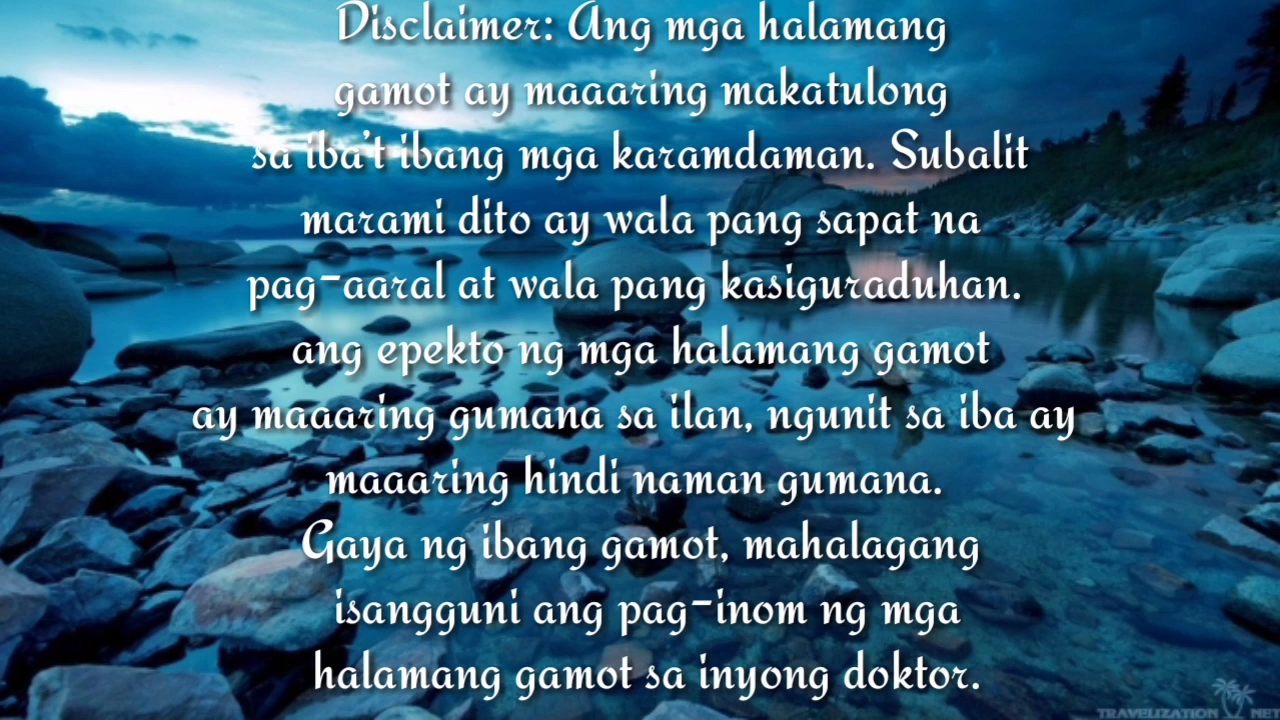 Disclaimer: Ang mga halamang
gamot ay maaaring makatulong
sa iba't ibang mga karamdaman. Subalit
marami dito ay wala pang sapat na
pag-aaral at wala pang kasiguraduhan.
ang epekto ng mga halamang gamot
ay maaaring gumana sa ilan, ngunit sa iba ay
maaaring hindi naman gumana.
Gaya ng ibang gamot, mahalagang
isangguni ang pag-inom ng mga
halamang gamot sa inyong doktor.
TRAVELIZATION NET